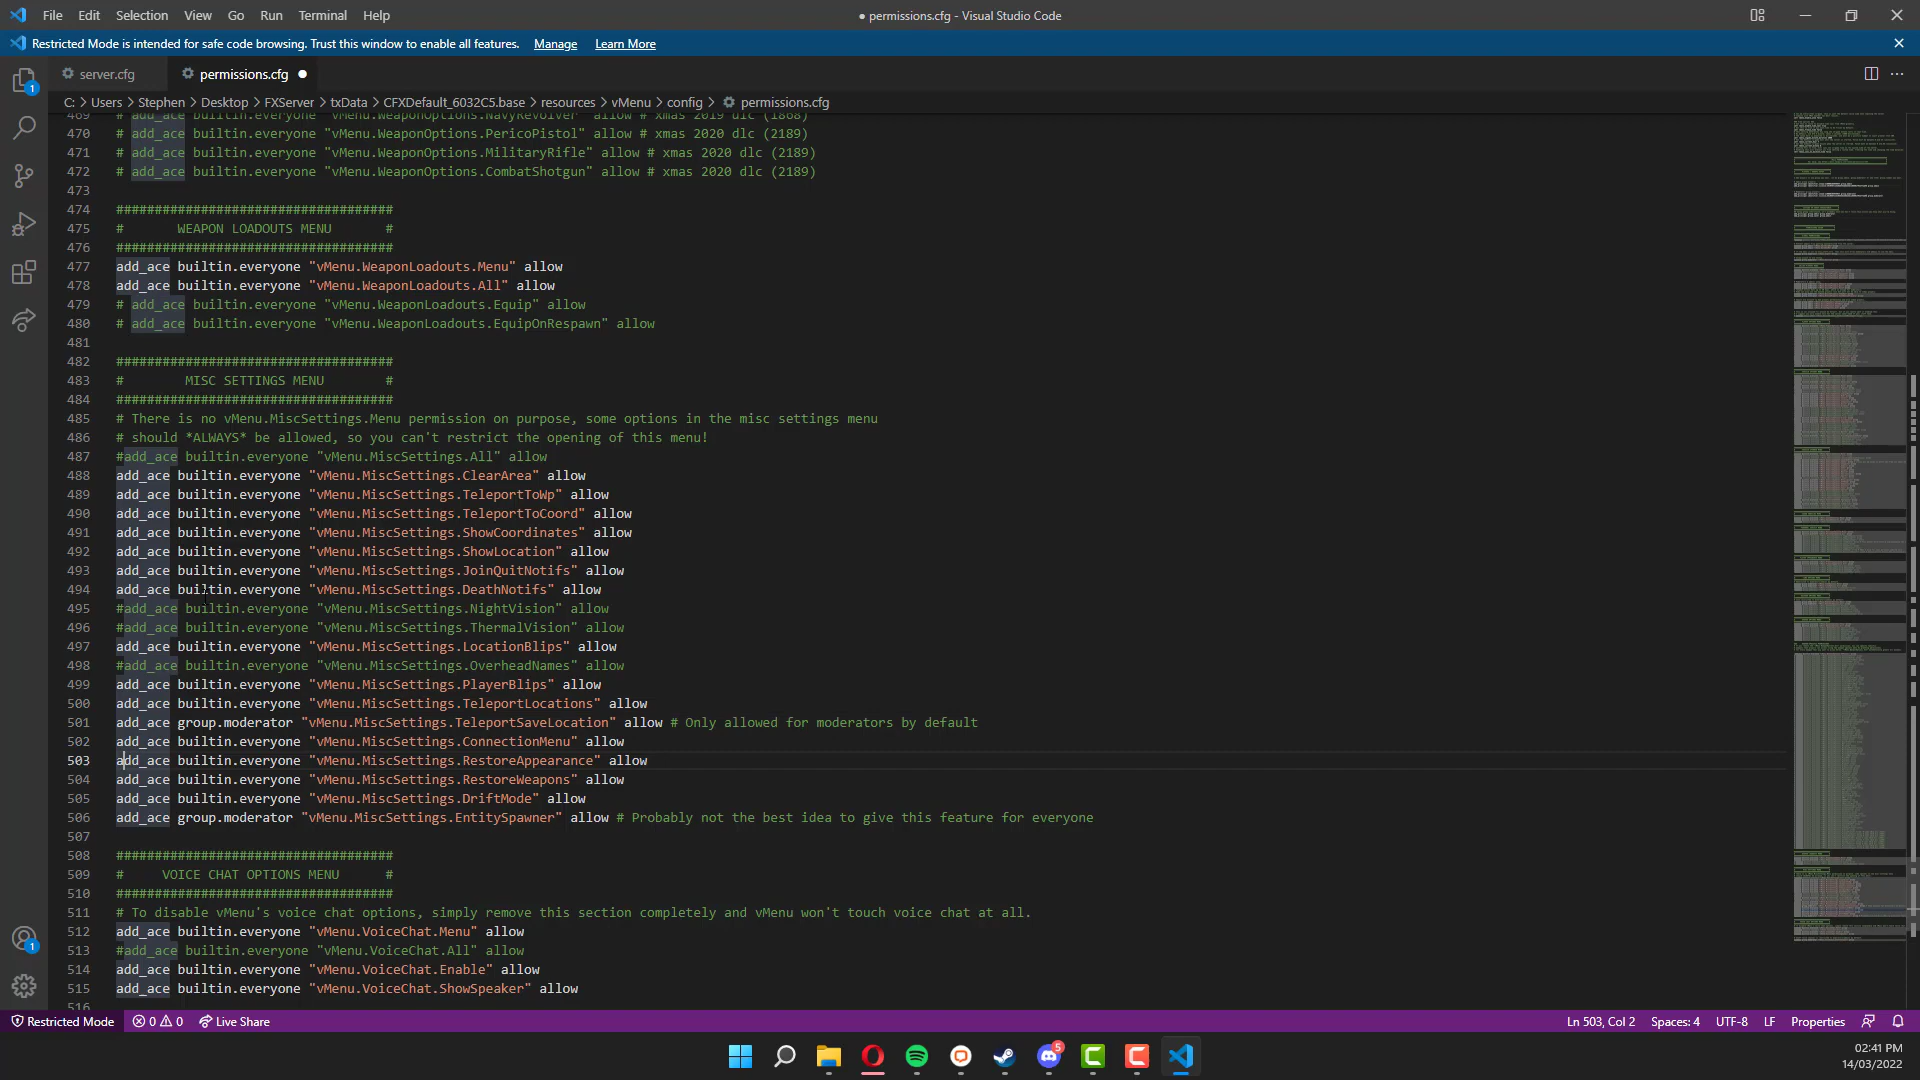 File Edit Selection View Go Run Terminal Help
● permissions.cfg - Visual Studio Code
Restricted Mode is intended for safe code browsing. Trust this window to enable all features. Manage Learn More
server.cfg permissions.cfg
C: > Users > Stephen > Desktop > FXServer > txData > CFXDefault_6032C5.base > resources > vMenu > config > permissions.cfg
469 # add_ace builtin.everyone "vMenu.WeaponOptions.NavyRevolver" allow # xmas 2019 dlc (1868)
470 # add_ace builtin.everyone "vMenu.WeaponOptions.PericoPistol" allow # xmas 2020 dlc (2189)
471 # add_ace builtin.everyone "vMenu.WeaponOptions.MilitaryRifle" allow # xmas 2020 dlc (2189)
472 # add_ace builtin.everyone "vMenu.WeaponOptions.CombatShotgun" allow # xmas 2020 dlc (2189)
473
474 ####################################
475 # WEAPON LOADOUTS MENU #
476 ####################################
477 add_ace builtin.everyone "vMenu.WeaponLoadouts.Menu" allow
478 add_ace builtin.everyone "vMenu.WeaponLoadouts.All" allow
479 # add_ace builtin.everyone "vMenu.WeaponLoadouts.Equip" allow
480 # add_ace builtin.everyone "vMenu.WeaponLoadouts.EquipOnRespawn" allow
481
482 ####################################
483 # MISC SETTINGS MENU #
484 ####################################
485 # There is no vMenu.MiscSettings.Menu permission on purpose, some options in the misc settings menu
486 # should *ALWAYS* be allowed, so you can't restrict the opening of this menu!
487 #add_ace builtin.everyone "vMenu.MiscSettings.All" allow
488 add_ace builtin.everyone "vMenu.MiscSettings.ClearArea" allow
489 add_ace builtin.everyone "vMenu.MiscSettings.TeleportToWp" allow
490 add_ace builtin.everyone "vMenu.MiscSettings.TeleportToCoord" allow
491 add_ace builtin.everyone "vMenu.MiscSettings.ShowCoordinates" allow
492 add_ace builtin.everyone "vMenu.MiscSettings.ShowLocation" allow
493 add_ace builtin.everyone "vMenu.MiscSettings.JoinQuitNotifs" allow
494 add_ace builtin.everyone "vMenu.MiscSettings.DeathNotifs" allow
495 #add_ace builtin.everyone "vMenu.MiscSettings.NightVision" allow
496 #add_ace builtin.everyone "vMenu.MiscSettings.ThermalVision" allow
497 add_ace builtin.everyone "vMenu.MiscSettings.LocationBlips" allow
498 #add_ace builtin.everyone "vMenu.MiscSettings.OverheadNames" allow
499 add_ace builtin.everyone "vMenu.MiscSettings.PlayerBlips" allow
500 add_ace builtin.everyone "vMenu.MiscSettings.TeleportLocations" allow
501 add_ace group.moderator "vMenu.MiscSettings.TeleportSaveLocation" allow # Only allowed for moderators by default
502 add_ace builtin.everyone "vMenu.MiscSettings.ConnectionMenu" allow
503 add_ace builtin.everyone "vMenu.MiscSettings.RestoreAppearance" allow
504 add_ace builtin.everyone "vMenu.MiscSettings.RestoreWeapons" allow
505 add_ace builtin.everyone "vMenu.MiscSettings.DriftMode" allow
506 add_ace group.moderator "vMenu.MiscSettings.EntitySpawner" allow # Probably not the best idea to give this feature for everyone
507
508 ####################################
509 # VOICE CHAT OPTIONS MENU #
510 ####################################
511 # To disable vMenu's voice chat options, simply remove this section completely and vMenu won't touch voice chat at all.
512 add_ace builtin.everyone "vMenu.VoiceChat.Menu" allow
513 #add_ace builtin.everyone "vMenu.VoiceChat.All" allow
514 add_ace builtin.everyone "vMenu.VoiceChat.Enable" allow
515 add_ace builtin.everyone "vMenu.VoiceChat.ShowSpeaker" allow
516
Restricted Mode 0 0 Live Share Ln 503, Col 2 Spaces: 4 UTF-8 LF Properties
02:41 PM
14/03/2022